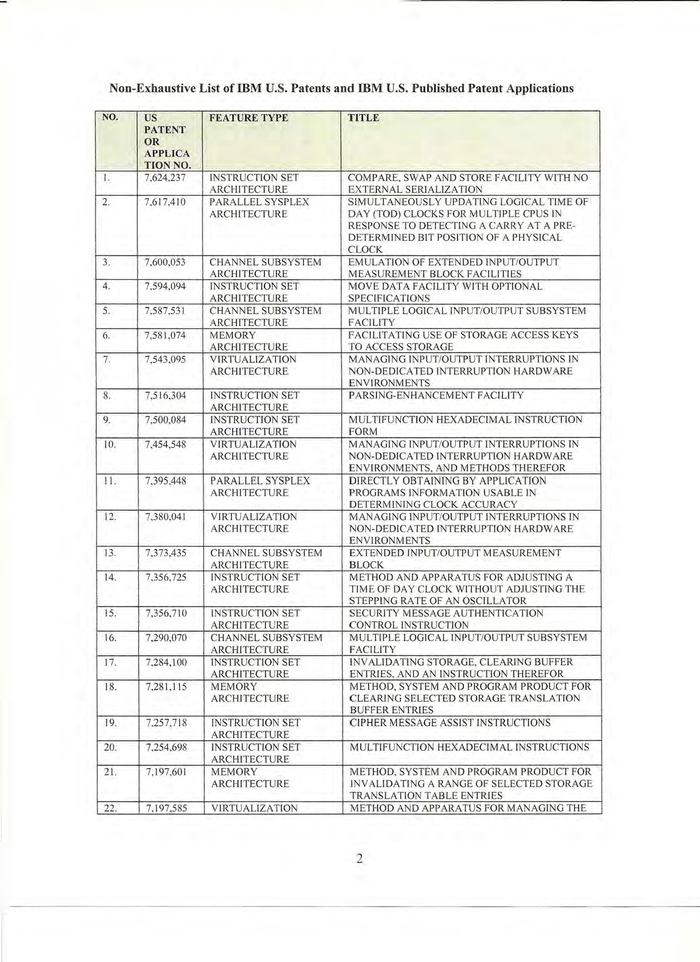 Non-Exhaustive List of IBM U.S. Patents and IBM U.S. Published Patent Applications
NO. US FEATURE TYPE TITLE
PATENT
OR
APPLICA
TION NO.
1. 7,624,237 INSTRUCTION SET COMPARE, SWAP AND STORE FACILITY WITH NO
ARCHITECTURE EXTERNAL SERIALIZATION
2. 7,617,410 PARALLEL SYSPLEX SIMULTANEOUSLY UPDATING LOGICAL TIME OF
ARCHITECTURE DAY (TOD) CLOCKS FOR MULTIPLE CPUS IN
RESPONSE TO DETECTING A CARRY AT A PRE-
DETERMINED BIT POSITION OF A PHYSICAL
CLOCK
3. 7,600,053 CHANNEL SUBSYSTEM EMULATION OF EXTENDED INPUT/OUTPUT
ARCHITECTURE MEASUREMENT BLOCK FACILITIES
4. 7,594,094 INSTRUCTION SET MOVE DATA FACILITY WITH OPTIONAL
ARCHITECTURE SPECIFICATIONS
5. 7,587,531 CHANNEL SUBSYSTEM MULTIPLE LOGICAL INPUT/OUTPUT SUBSYSTEM
ARCHITECTURE FACILITY
6. 7,581,074 MEMORY FACILITATING USE OF STORAGE ACCESS KEYS
ARCHITECTURE TO ACCESS STORAGE
7. 7,543,095 VIRTUALIZATION MANAGING INPUT/OUTPUT INTERRUPTIONS IN
ARCHITECTURE NON-DEDICATED INTERRUPTION HARDWARE
ENVIRONMENTS
8. 7,516,304 INSTRUCTION SET PARSING-ENHANCEMENT FACILITY
ARCHITECTURE
9. 7,500,084 INSTRUCTION SET MULTIFUNCTION HEXADECIMAL INSTRUCTION
ARCHITECTURE FORM
10. 7,454,548 VIRTUALIZATION MANAGING INPUT/OUTPUT INTERRUPTIONS IN
ARCHITECTURE NON-DEDICATED INTERRUPTION HARDWARE
ENVIRONMENTS, AND METHODS THEREFOR
11. 7,395,448 PARALLEL SYSPLEX DIRECTLY OBTAINING BY APPLICATION
ARCHITECTURE PROGRAMS INFORMATION USABLE IN
DETERMINING CLOCK ACCURACY
12. 7,380,041 VIRTUALIZATION MANAGING INPUT/OUTPUT INTERRUPTIONS IN
ARCHITECTURE NON-DEDICATED INTERRUPTION HARDWARE
ENVIRONMENTS
13. 7,373,435 CHANNEL SUBSYSTEM EXTENDED INPUT/OUTPUT MEASUREMENT
ARCHITECTURE BLOCK
14. 7,356,725 INSTRUCTION SET METHOD AND APPARATUS FOR ADJUSTING A
ARCHITECTURE TIME OF DAY CLOCK WITHOUT ADJUSTING THE
STEPPING RATE OF AN OSCILLATOR
15. 7,356,710 INSTRUCTION SET SECURITY MESSAGE AUTHENTICATION
ARCHITECTURE CONTROL INSTRUCTION
16. 7,290,070 CHANNEL SUBSYSTEM MULTIPLE LOGICAL INPUT/OUTPUT SUBSYSTEM
ARCHITECTURE FACILITY
17. 7,284,100 INSTRUCTION SET INVALIDATING STORAGE, CLEARING BUFFER
ARCHITECTURE ENTRIES, AND AN INSTRUCTION THEREFOR
18. 7,281,115 MEMORY METHOD, SYSTEM AND PROGRAM PRODUCT FOR
ARCHITECTURE CLEARING SELECTED STORAGE TRANSLATION
BUFFER ENTRIES
19. 7,257,718 INSTRUCTION SET CIPHER MESSAGE ASSIST INSTRUCTIONS
ARCHITECTURE
20. 7,254,698 INSTRUCTION SET MULTIFUNCTION HEXADECIMAL INSTRUCTIONS
ARCHITECTURE
21. 7,197,601 MEMORY METHOD, SYSTEM AND PROGRAM PRODUCT FOR
ARCHITECTURE INVALIDATING A RANGE OF SELECTED STORAGE
TRANSLATION TABLE ENTRIES
22. 7,197,585 VIRTUALIZATION METHOD AND APPARATUS FOR MANAGING THE
2